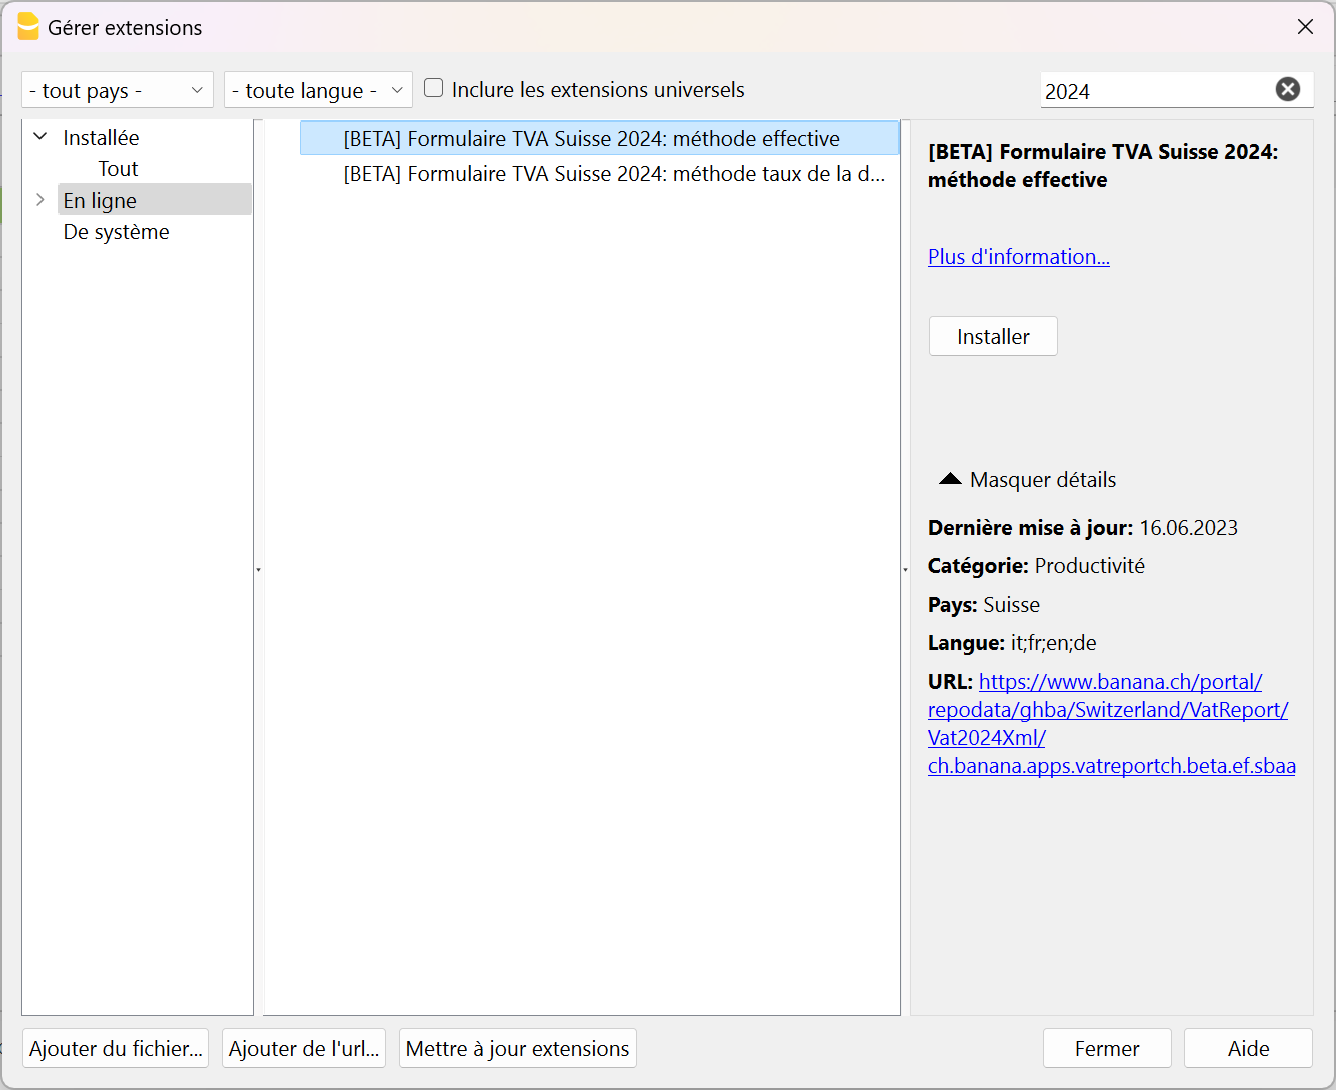 Gérer extensions
- tout pays -
- toute langue -
Inclure les extensions universels
2024
Installée
Tout
En ligne
De système
[BETA] Formulaire TVA Suisse 2024: méthode effective
[BETA] Formulaire TVA Suisse 2024: méthode taux de la d...
[BETA] Formulaire TVA Suisse 2024:
méthode effective
Plus d'information...
Installer
Masquer détails
Dernière mise à jour: 16.06.2023
Catégorie: Productivité
Pays: Suisse
Langue: it;fr;en;de
URL: https://www.banana.ch/portal/
repodata/ghba/Switzerland/VatReport/
Vat2024Xml/
ch.banana.apps.vatreportch.beta.ef.sbaa
Ajouter du fichier...
Ajouter de l'url...
Mettre à jour extensions
Fermer
Aide